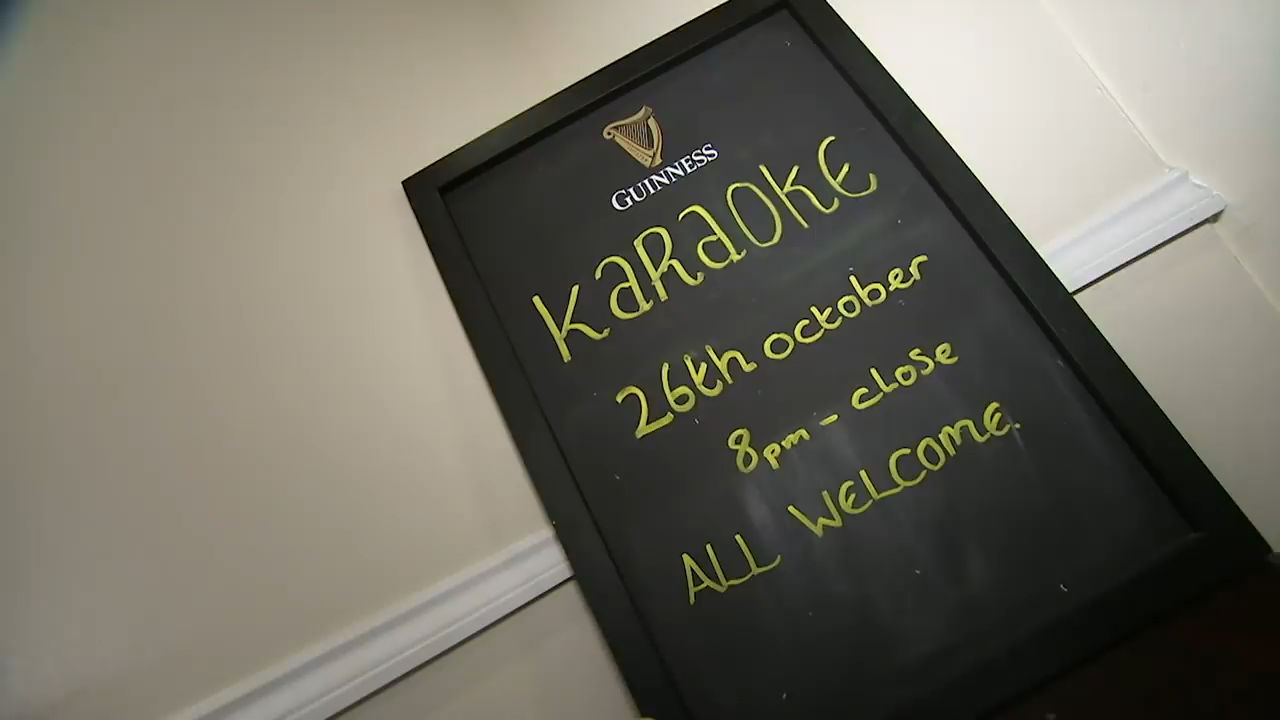 GUINNESS
KaRaOKE
26th october
8pm - close
ALL WELCOME.